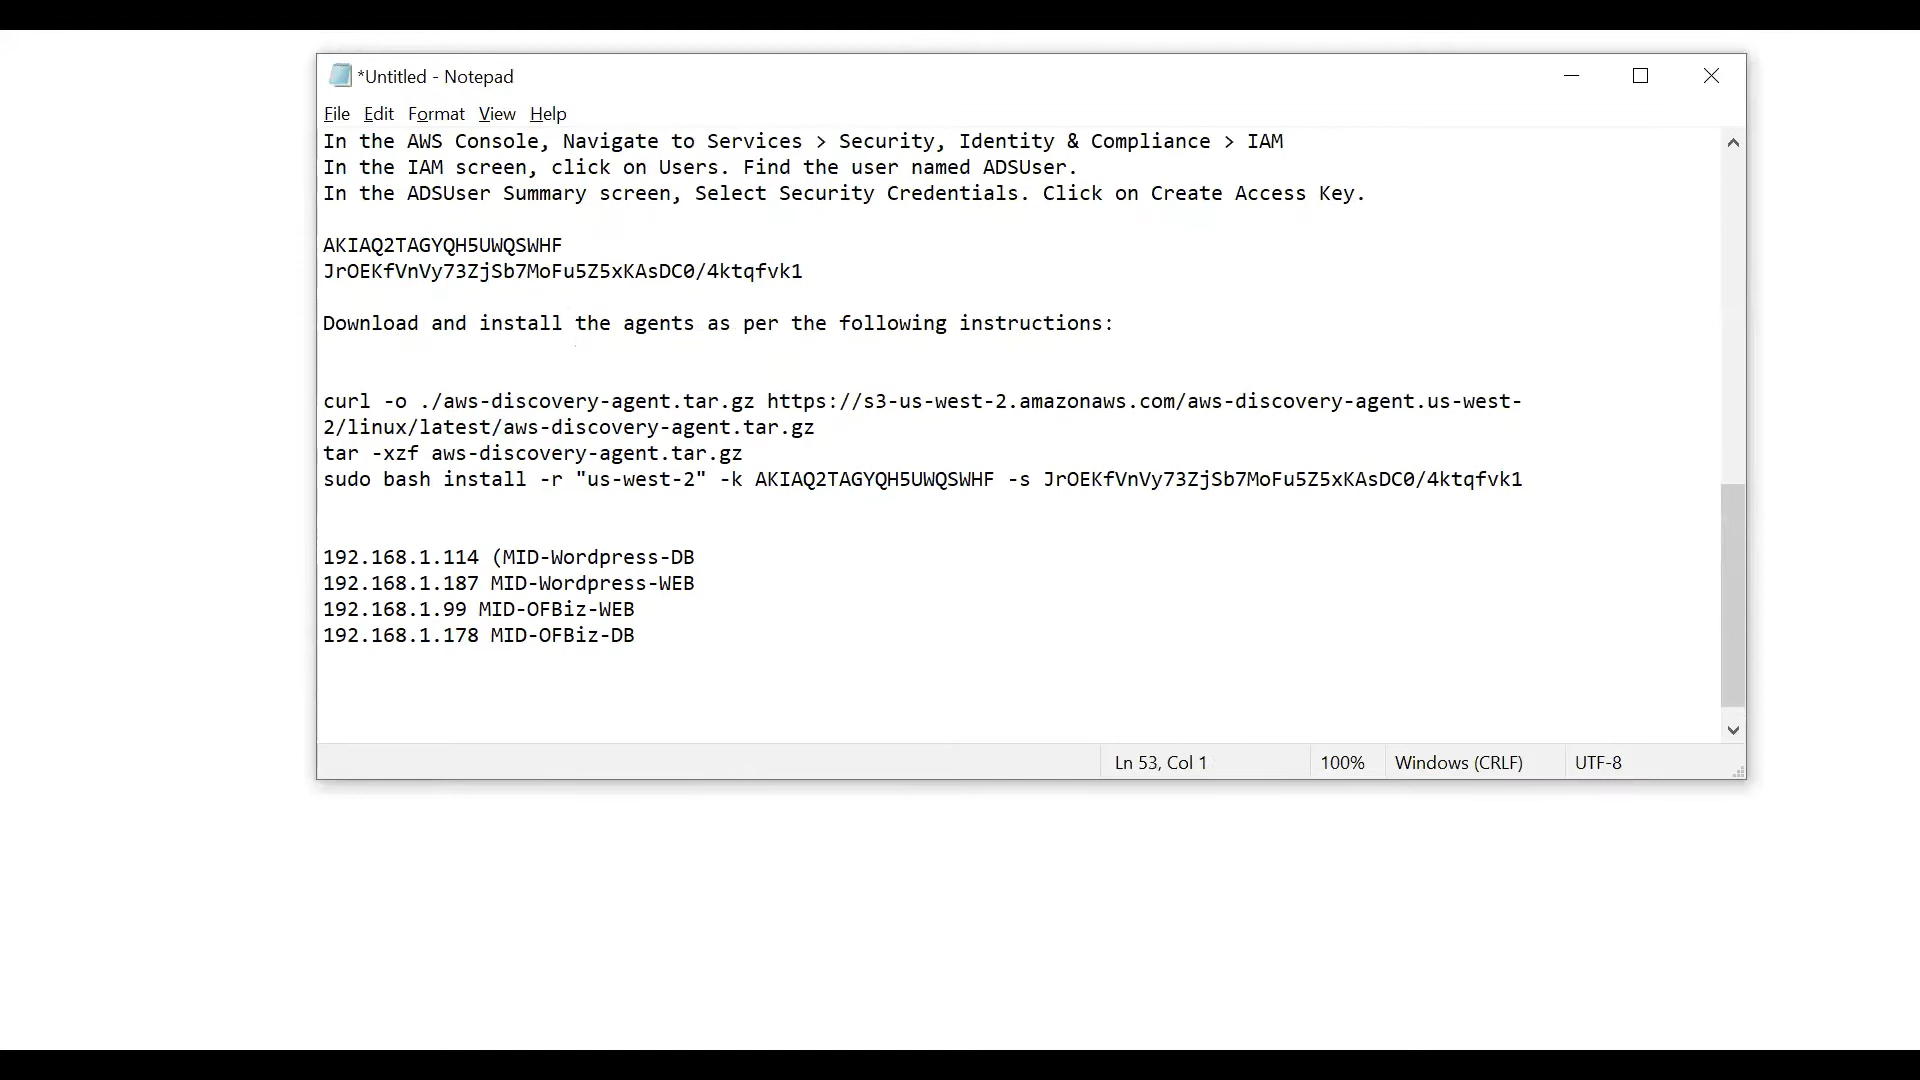 *Untitled - Notepad
File Edit Format View Help
In the AWS Console, Navigate to Services > Security, Identity & Compliance > IAM
In the IAM screen, click on Users. Find the user named ADSUser.
In the ADSUser Summary screen, Select Security Credentials. Click on Create Access Key.
AKIAQ2TAGYQH5UWQSWHF
JrOEKfVnVy73ZjSb7MoFu5Z5xKAsDC0/4ktqfvk1
Download and install the agents as per the following instructions:
curl -o ./aws-discovery-agent.tar.gz https://s3-us-west-2.amazonaws.com/aws-discovery-agent.us-west-
2/linux/latest/aws-discovery-agent.tar.gz
tar -xzf aws-discovery-agent.tar.gz
sudo bash install -r "us-west-2" -k AKIAQ2TAGYQH5UWQSWHF -s JrOEKfVnVy73ZjSb7MoFu5Z5xKAsDC0/4ktqfvk1
192.168.1.114 (MID-Wordpress-DB
192.168.1.187 MID-Wordpress-WEB
192.168.1.99 MID-OFBiz-WEB
192.168.1.178 MID-OFBiz-DB
Ln 53, Col 1 100% Windows (CRLF) UTF-8